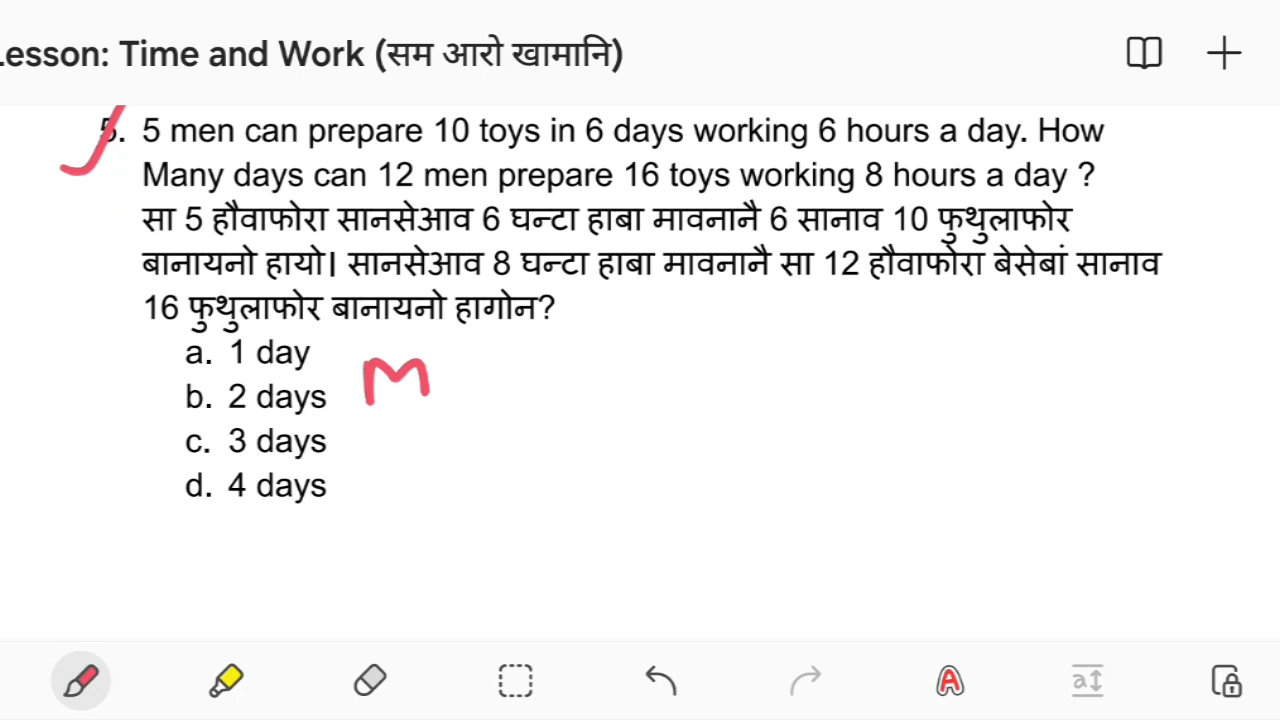 esson: Time and Work (सम आरो खामानि)
5. 5 men can prepare 10 toys in 6 days working 6 hours a day. How
Many days can 12 men prepare 16 toys working 8 hours a day ?
सा 5 हौवाफोरा सानसेआव 6 घन्टा हाबा मावनानै 6 सानाव 10 फुथुलाफोर
बानायनो हायो। सानसेआव 8 घन्टा हाबा मावनानै सा 12 हौवाफोरा बेसेबां सानाव
16 फुथुलाफोर बानायनो हागोन?
a. 1 day
M
b. 2 days
c. 3 days
d. 4 days
A
a